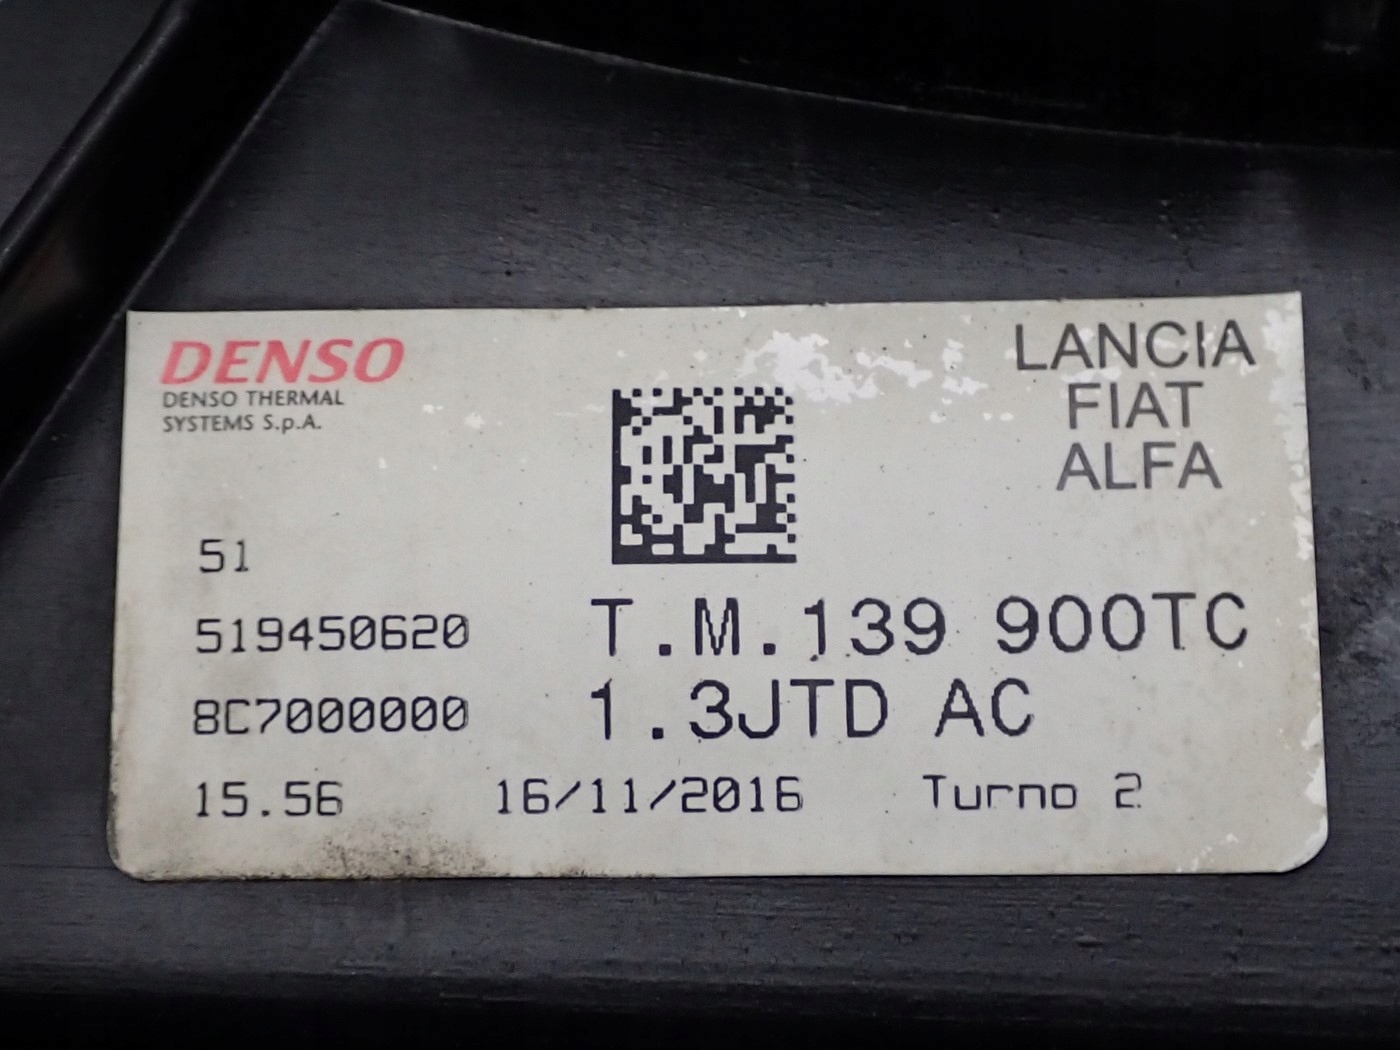 DENSO
DENSO THERMAL
SYSTEMS S.p.A.
LANCIA
FIAT
ALFA
51
519450620 T.M.139 900TC
8C7000000 1.3JTD AC
15.56 16/11/2016 Turno 2